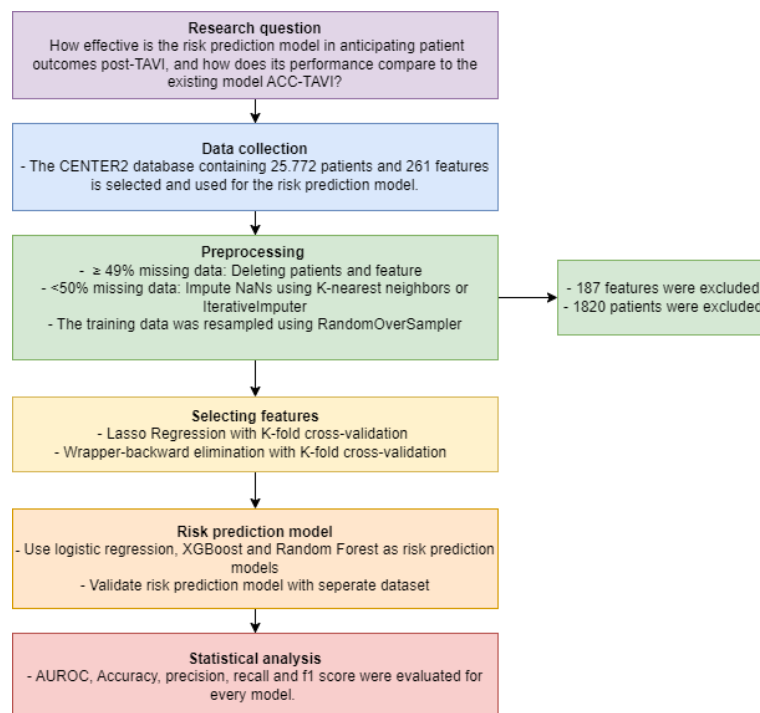 Research question
How effective is the risk prediction model in anticipating patient
outcomes post-TAVI, and how does its performance compare to the
existing model ACC-TAVI?
Data collection
- The CENTER2 database containing 25.772 patients and 261 features
is selected and used for the risk prediction model.
Preprocessing
- ≥ 49% missing data: Deleting patients and feature
- <50% missing data: Impute NaNs using K-nearest neighbors or
IterativeImputer
- The training data was resampled using RandomOverSampler
- 187 features were excluded
- 1820 patients were excluded
Selecting features
- Lasso Regression with K-fold cross-validation
- Wrapper-backward elimination with K-fold cross-validation
Risk prediction model
- Use logistic regression, XGBoost and Random Forest as risk prediction
models
- Validate risk prediction model with seperate dataset
Statistical analysis
- AUROC, Accuracy, precision, recall and f1 score were evaluated for
every model.